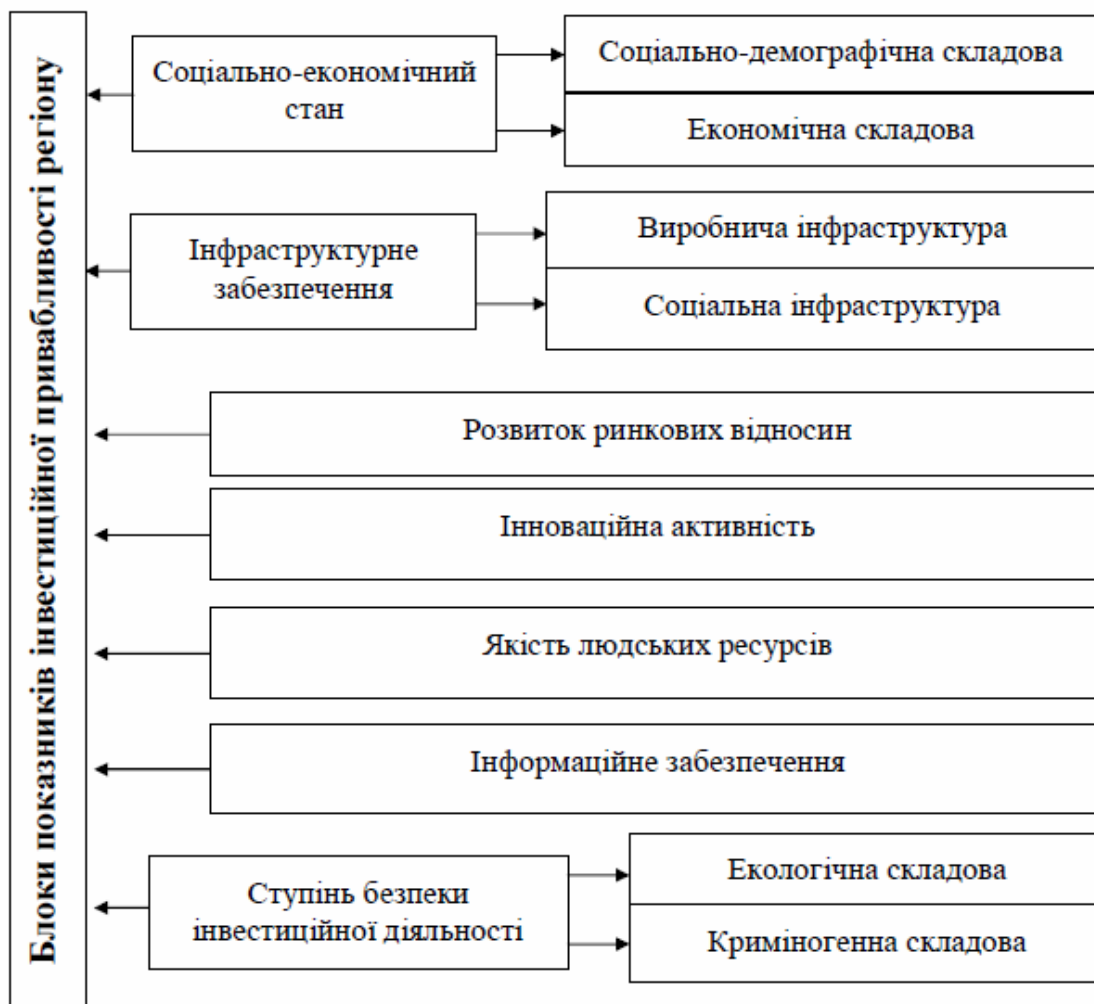 Блоки показників інвестиційної привабливості регіону
Соціально-економічний
стан
Соціально-демографічна складова
Економічна складова
Інфраструктурне
забезпечення
Виробнича інфраструктура
Соціальна інфраструктура
Розвиток ринкових відносин
Інноваційна активність
Якість людських ресурсів
Інформаційне забезпечення
Ступінь безпеки
інвестиційної діяльності
Екологічна складова
Криміногенна складова